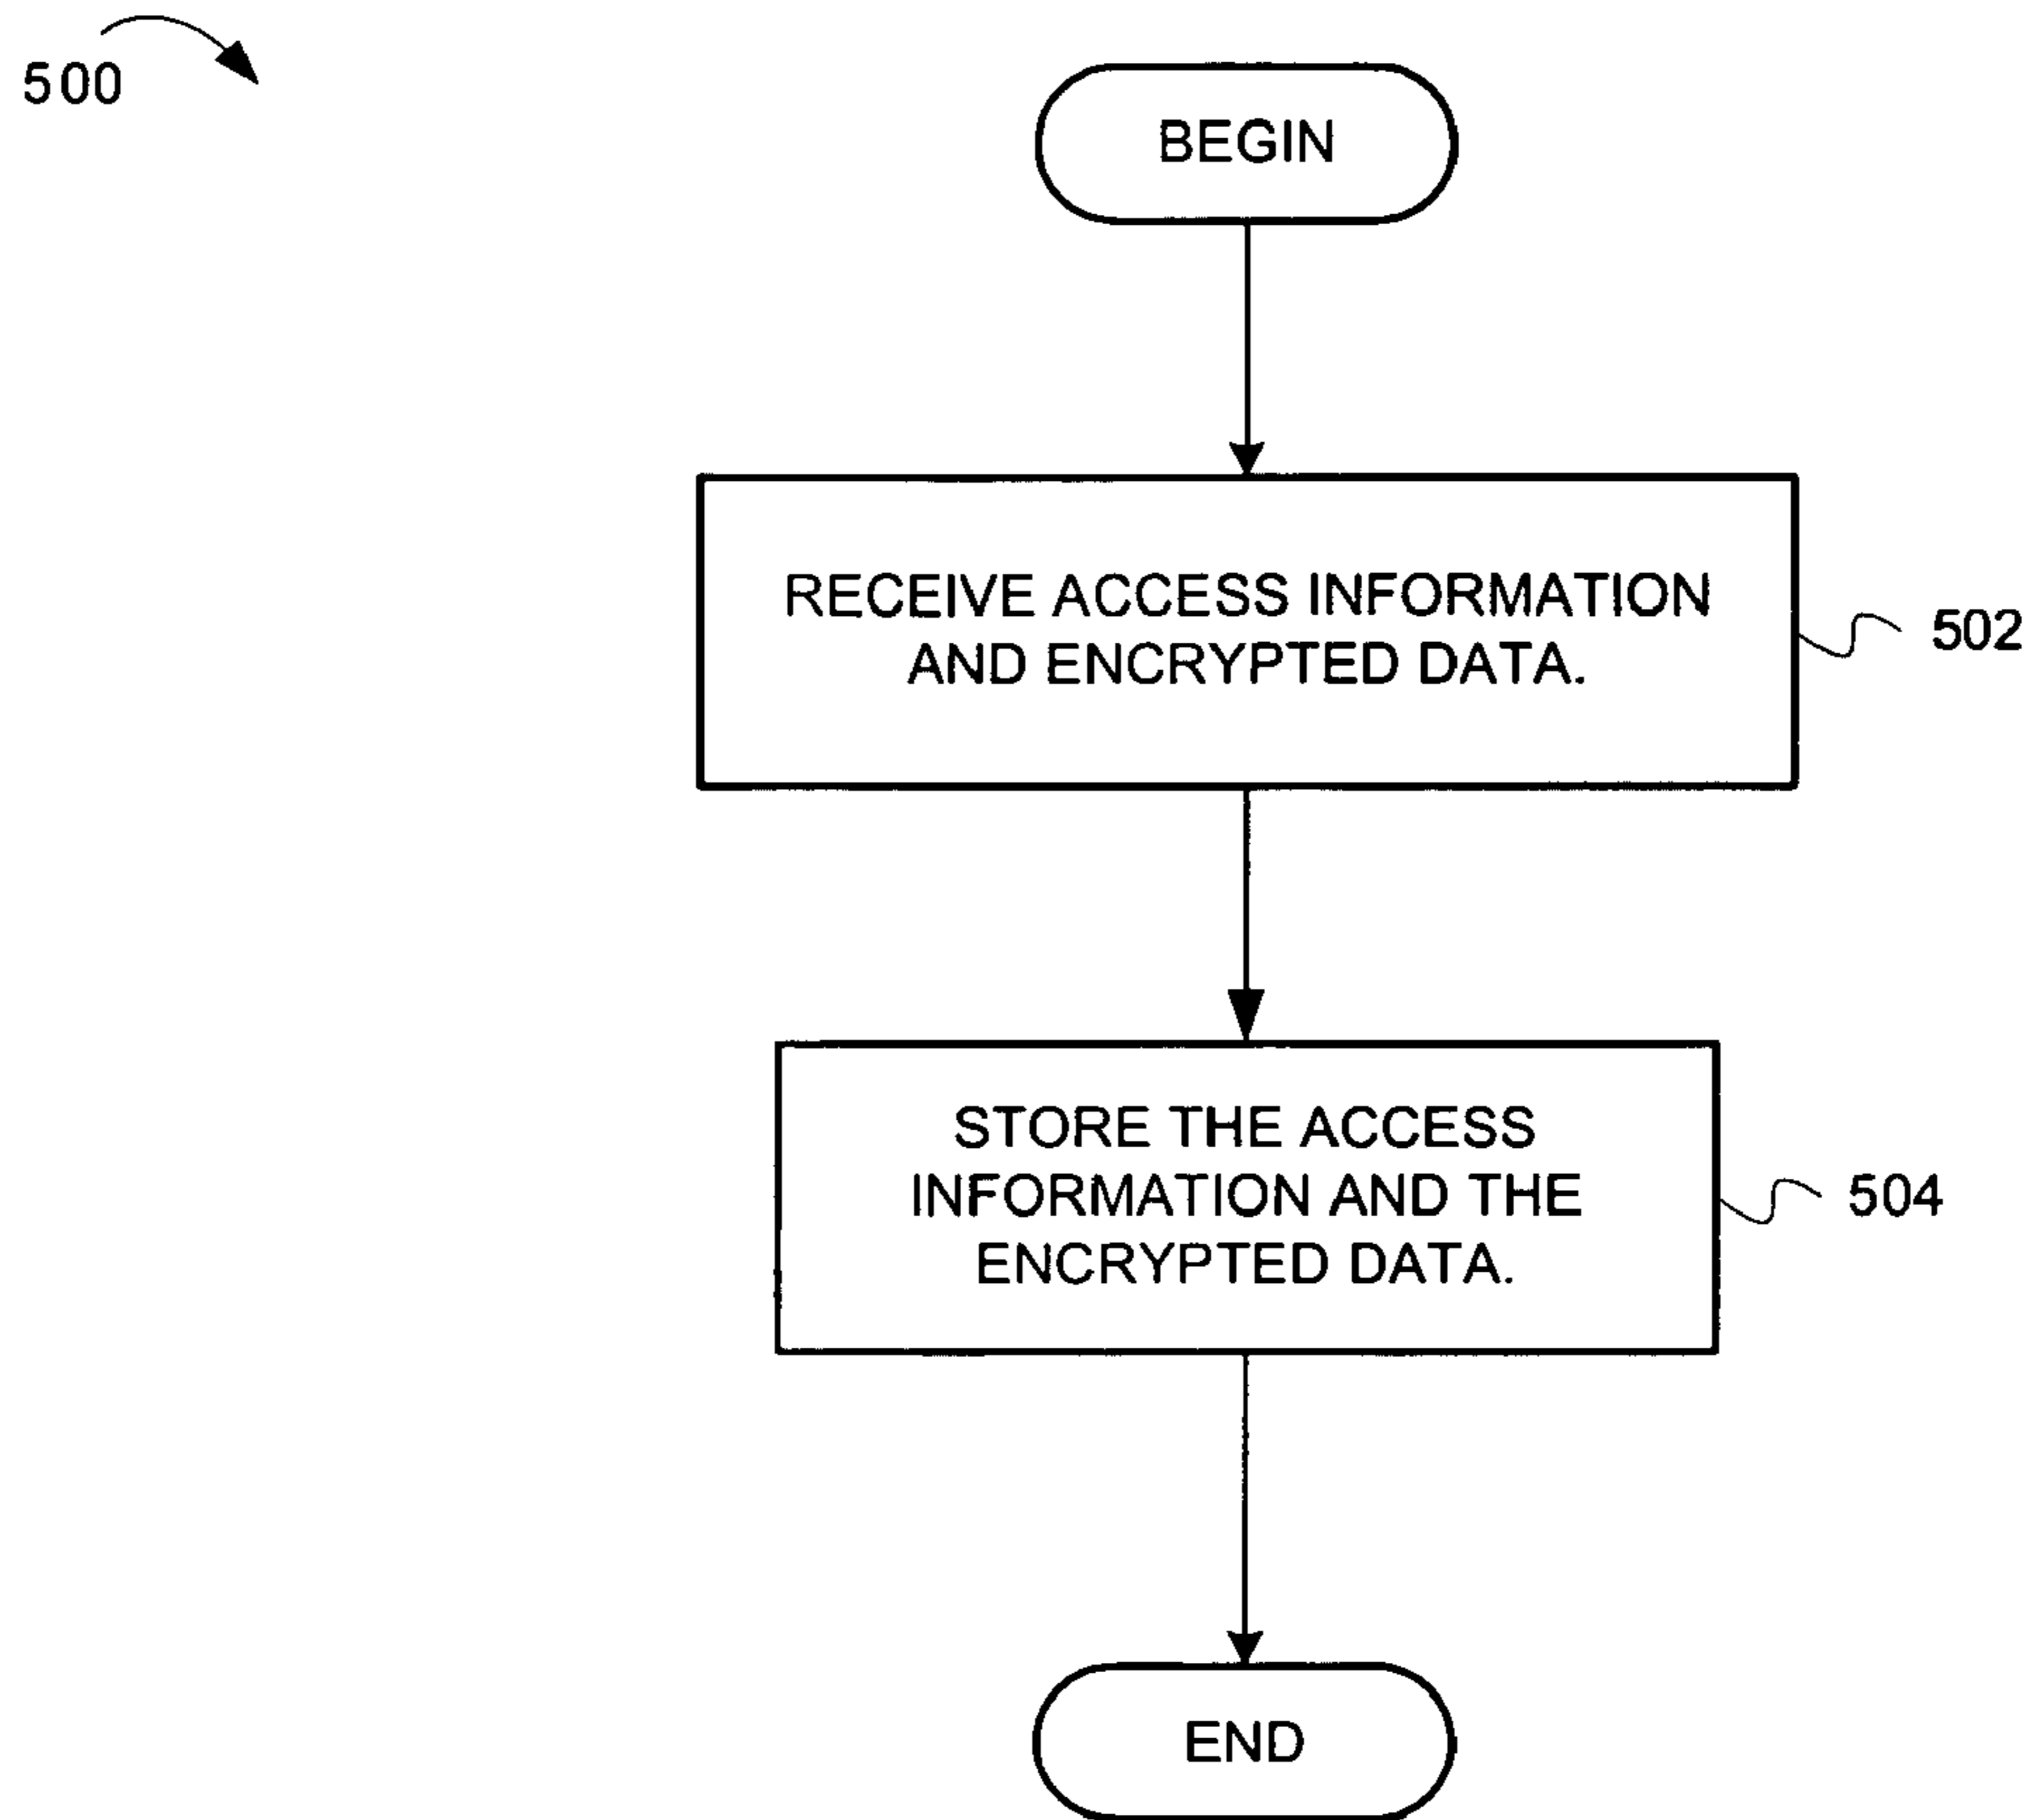 500
BEGIN
RECEIVE ACCESS INFORMATION
AND ENCRYPTED DATA.
502
STORE THE ACCESS
INFORMATION AND THE
ENCRYPTED DATA.
504
END